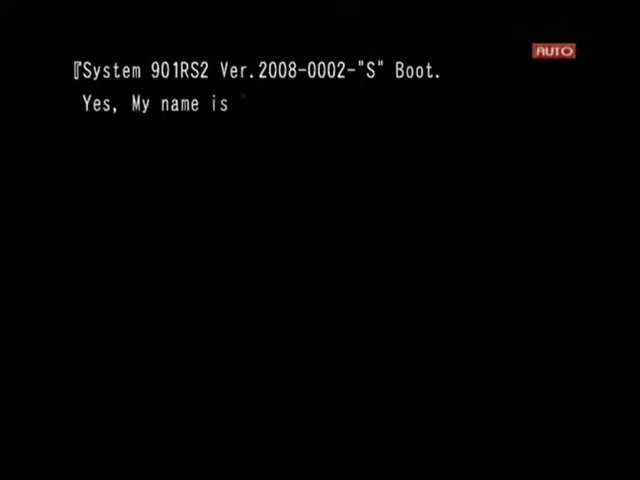 AUTO
『System 901RS2 Ver.2008-0002-"S" Boot.
Yes, My name is